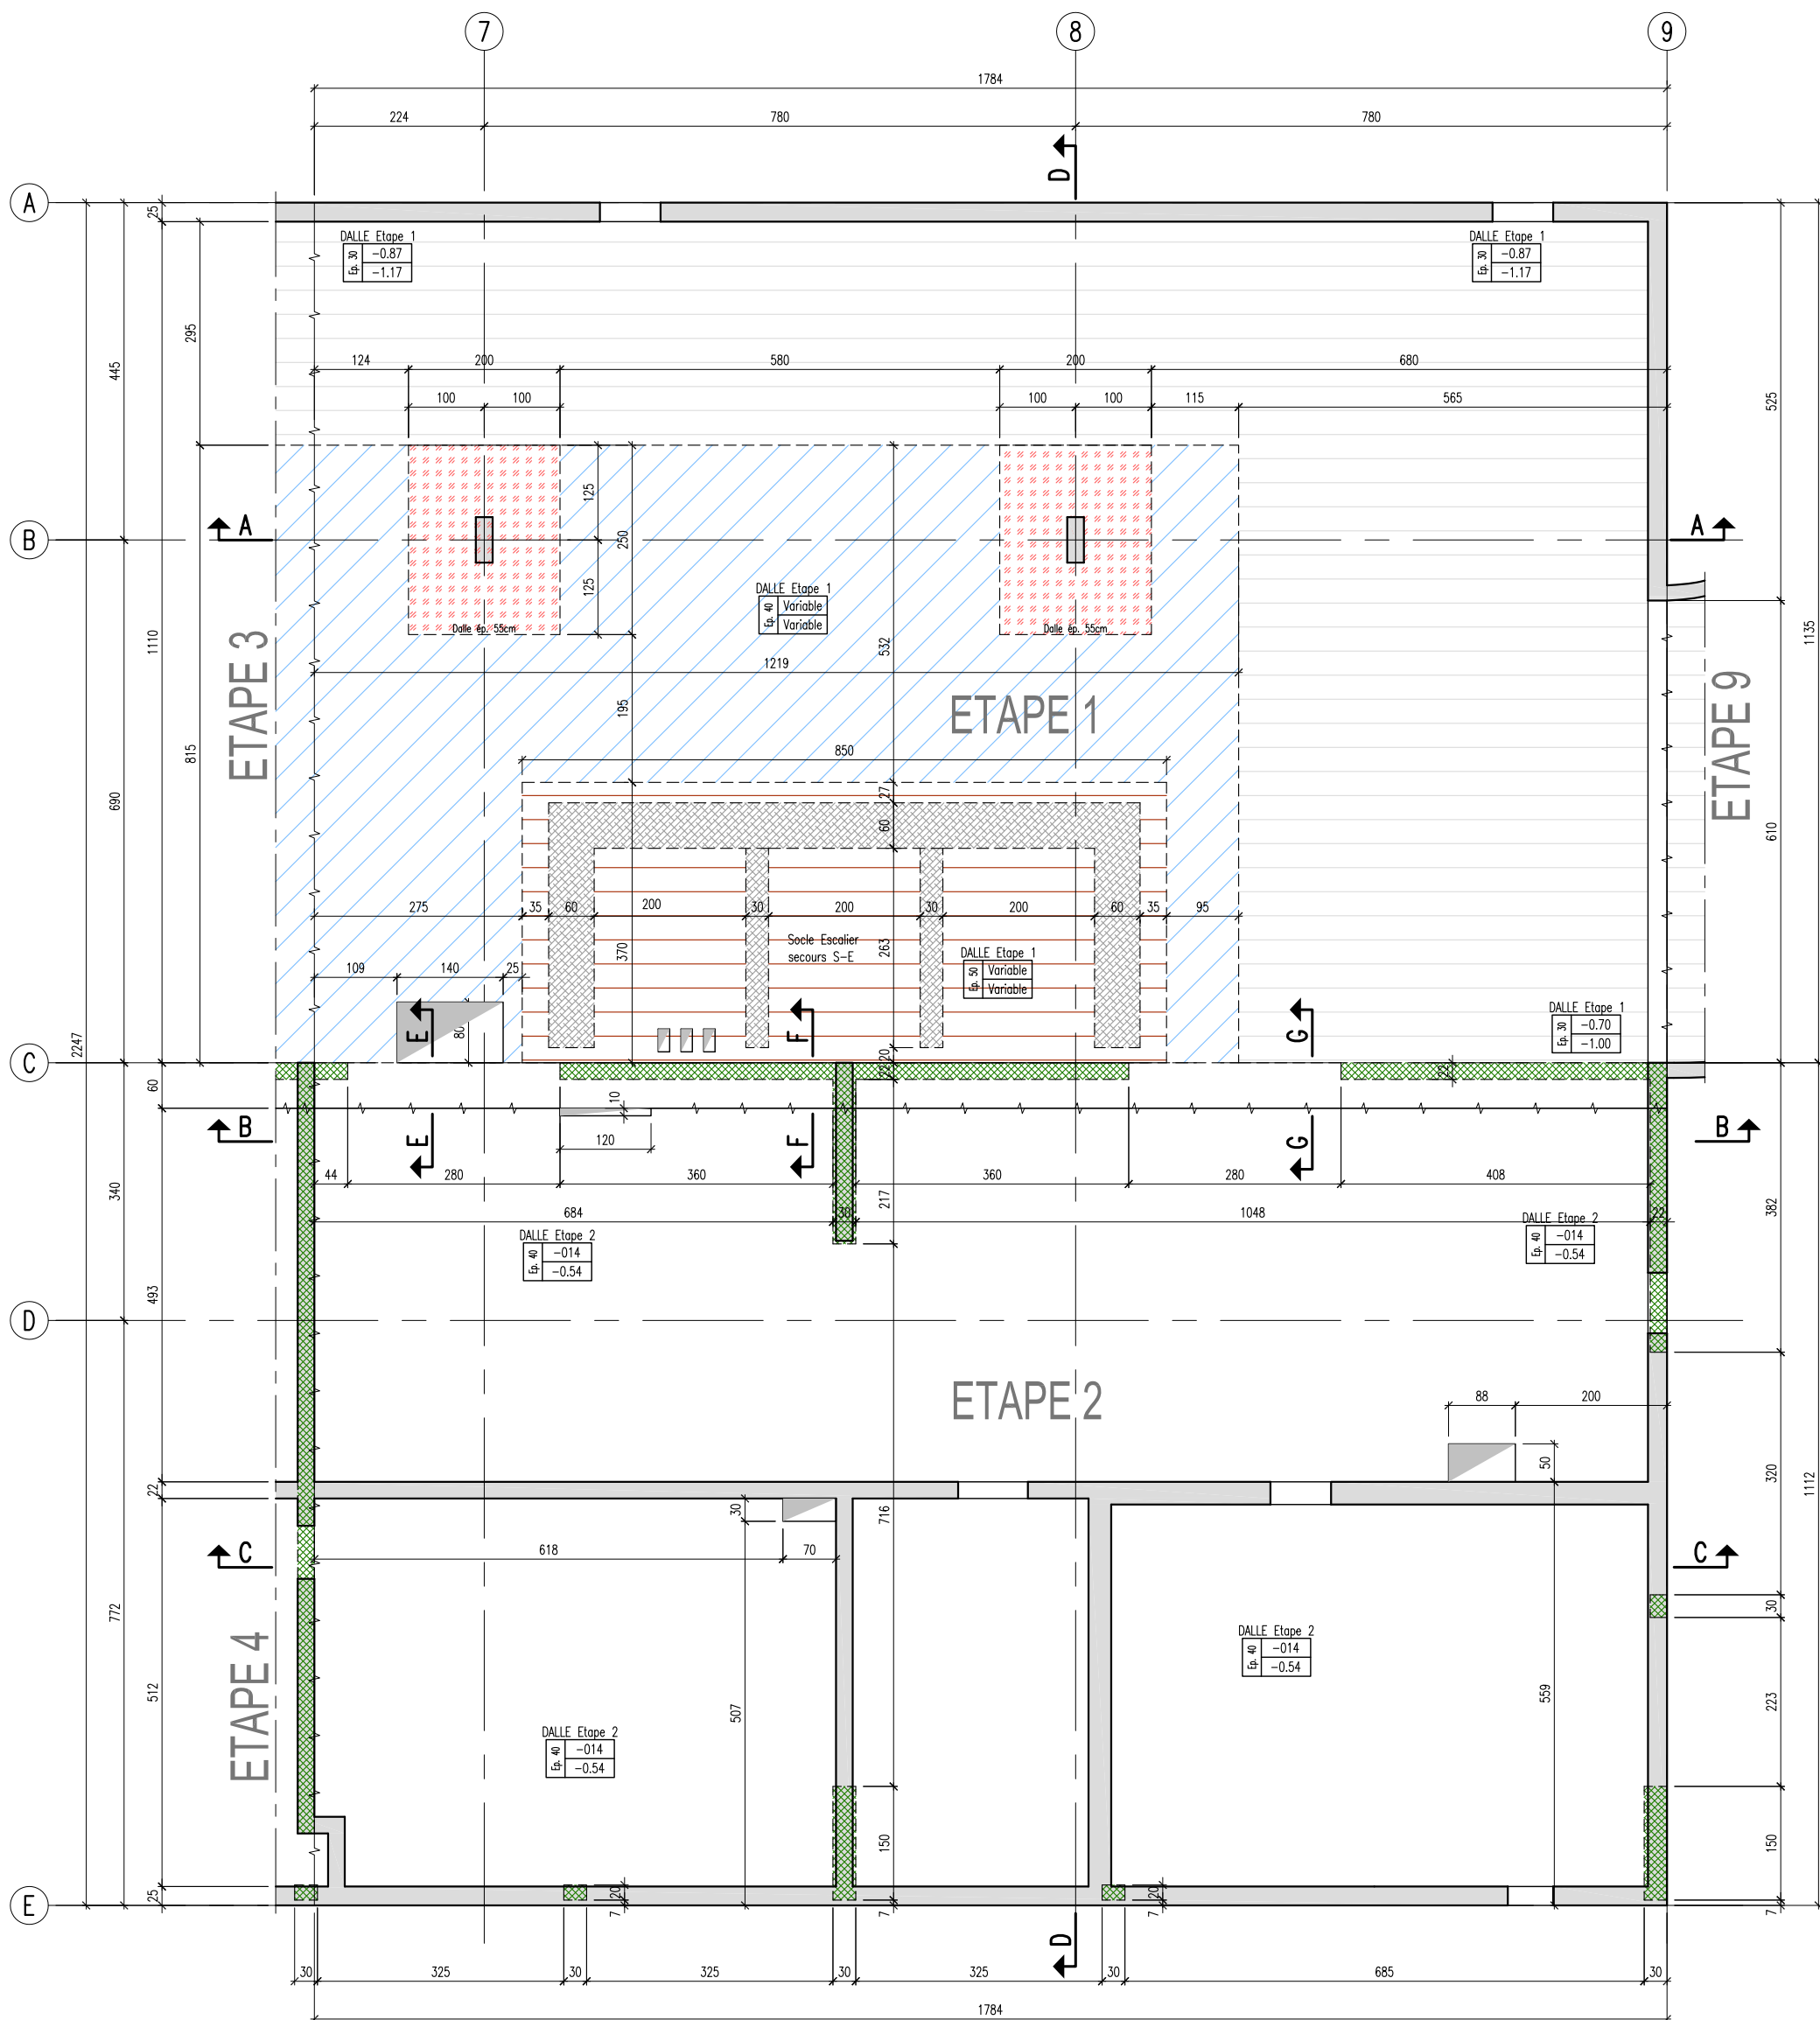 7
8
9
1784
224
780
780
D
A
25
DALLE Etape 1
Ep. 30
-0.87
-1.17
DALLE Etape 1
Ep. 30
-0.87
-1.17
295
445
525
124
200
580
200
680
100
100
100
100
115
565
B
A
A
125
250
125
DALLE Etape 1
Ep. 40
Variable
Variable
Dalle ép. 55cm
Dalle ép. 55cm
532
1110
1135
1219
ETAPE 3
ETAPE 1
ETAPE 9
195
815
690
850
27
60
610
275
35
60
200
30
200
30
200
60
35
95
Socle Escalier
secours S-E
263
370
DALLE Etape 1
Ep. 50
Variable
Variable
109
140
25
80
E
F
G
DALLE Etape 1
Ep. 30
-0.70
-1.00
2247
C
20
22
22
60
10
120
B
E
F
G
B
44
280
360
360
280
408
340
217
382
684
30
1048
22
DALLE Etape 2
Ep. 40
-014
-0.54
DALLE Etape 2
Ep. 40
-014
-0.54
493
D
ETAPE 2
88
200
50
320
1112
22
30
716
618
70
C
C
772
30
ETAPE 4
DALLE Etape 2
Ep. 40
-014
-0.54
512
507
559
223
DALLE Etape 2
Ep. 40
-014
-0.54
150
150
25
20
20
E
7
7
7
7
D
30
325
30
325
30
325
30
685
30
1784